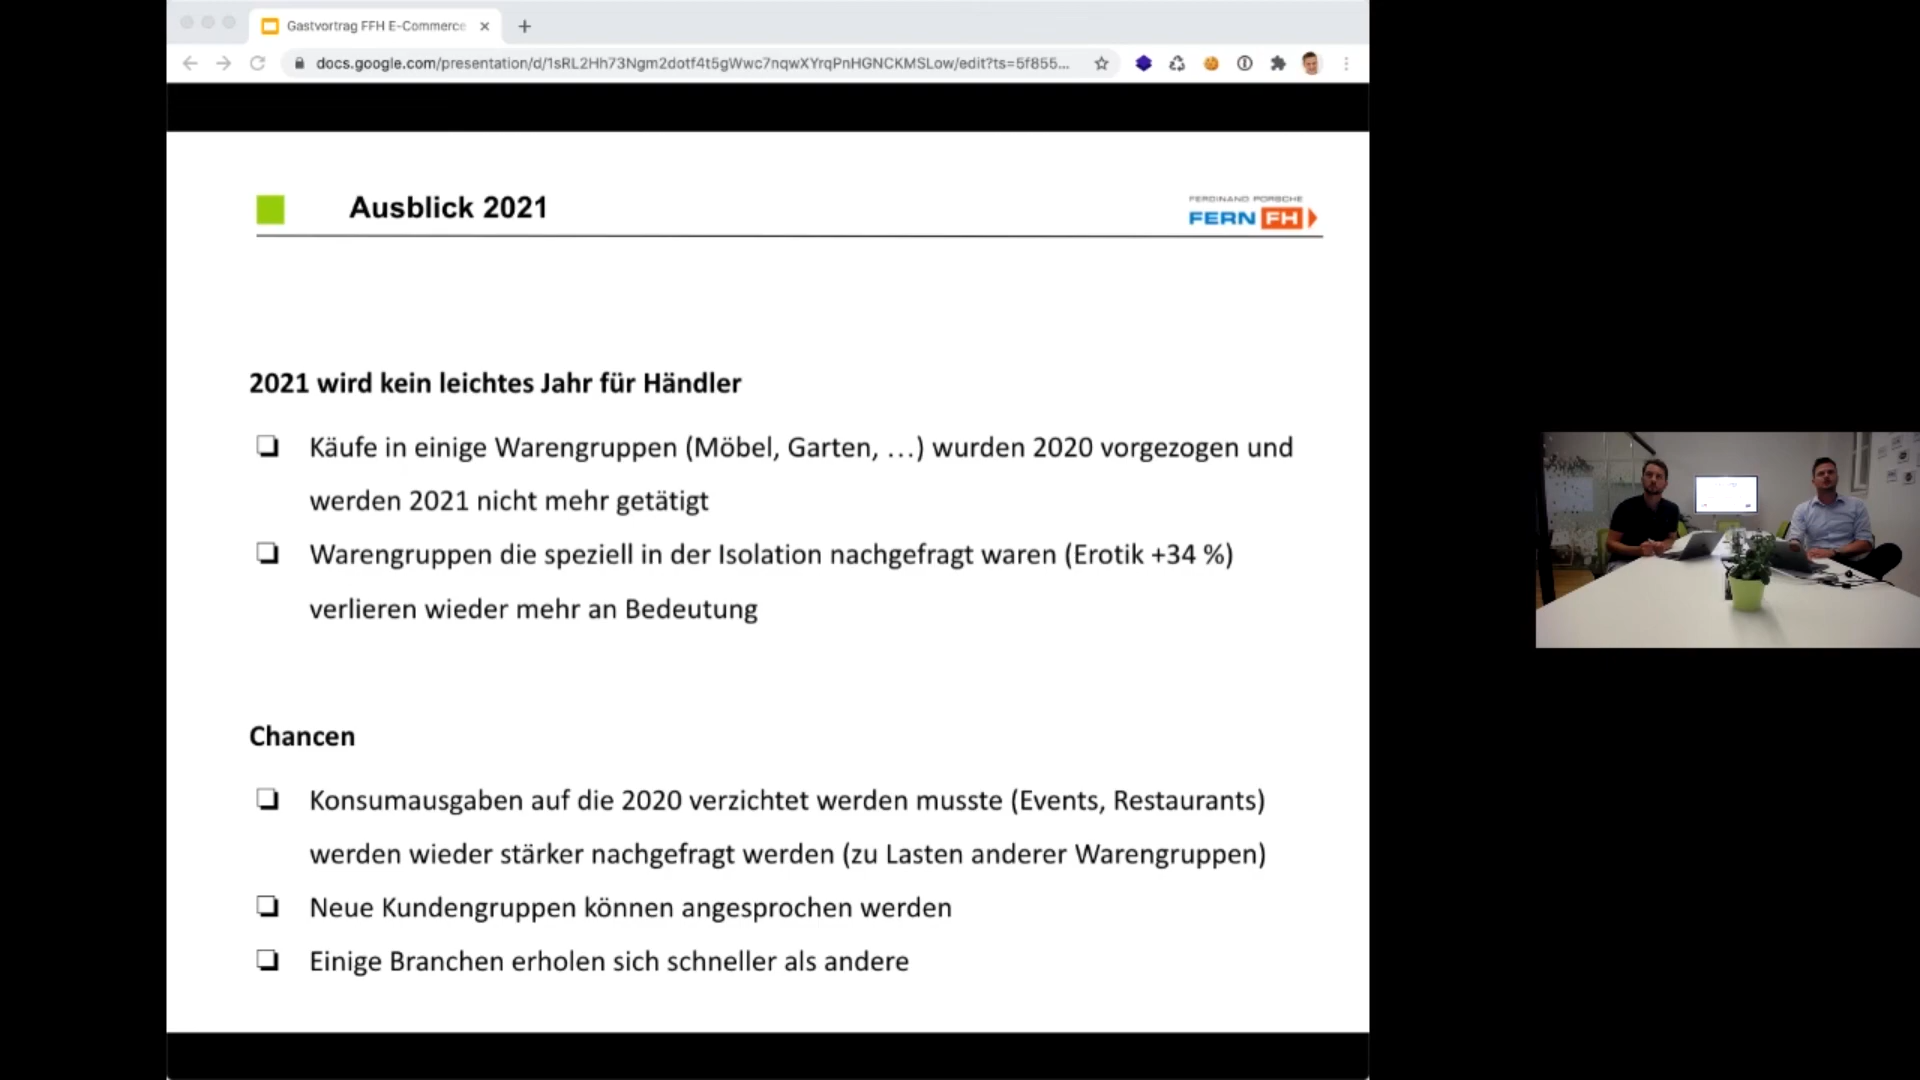 Gastvortrag FFH E-Commerce
docs.google.com/presentation/d/1sRL2Hh73Ngm2dotf4t5gWwc7nqwXYrqPnHGNCKMSLow/edit?ts=5f855...
Ausblick 2021
FERDINAND PORSCHE
FERN FH
2021 wird kein leichtes Jahr für Händler
Käufe in einige Warengruppen (Möbel, Garten, …) wurden 2020 vorgezogen und
werden 2021 nicht mehr getätigt
Warengruppen die speziell in der Isolation nachgefragt waren (Erotik +34 %)
verlieren wieder mehr an Bedeutung
Chancen
Konsumausgaben auf die 2020 verzichtet werden musste (Events, Restaurants)
werden wieder stärker nachgefragt werden (zu Lasten anderer Warengruppen)
Neue Kundengruppen können angesprochen werden
Einige Branchen erholen sich schneller als andere